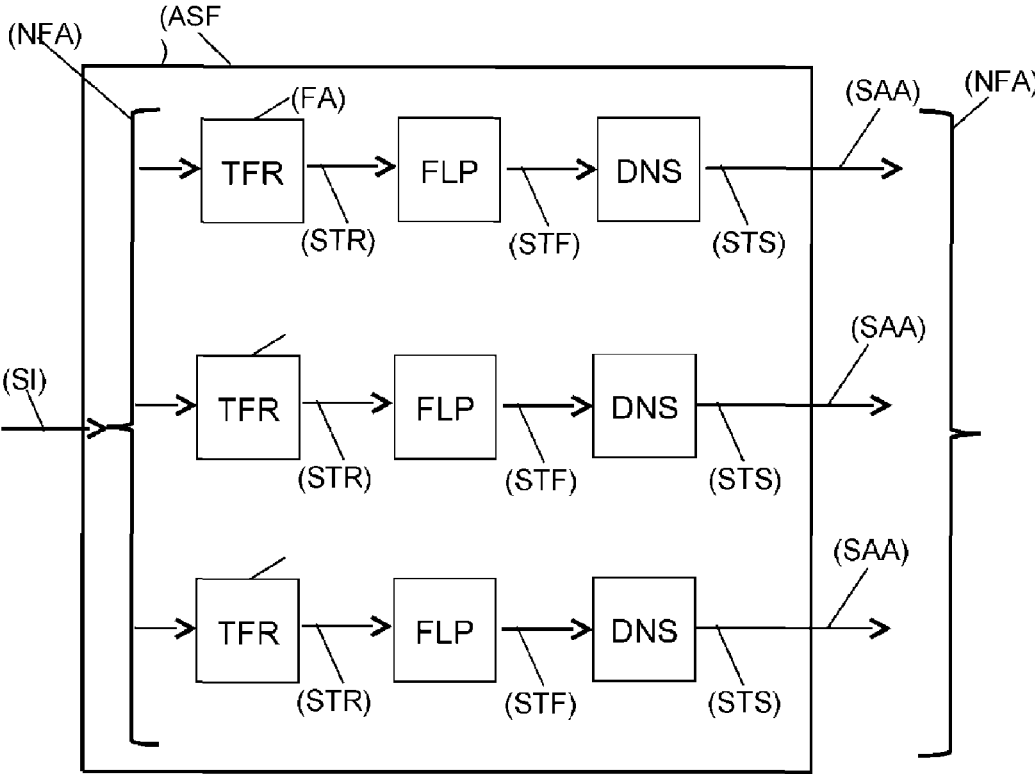 (ASF
)
(NFA)
(FA)
(SAA)
(NFA)
TFR
FLP
DNS
(STR)
(STF)
(STS)
(SAA)
(SI)
TFR
FLP
DNS
(STR)
(STF)
(STS)
(SAA)
TFR
FLP
DNS
(STR)
(STF)
(STS)